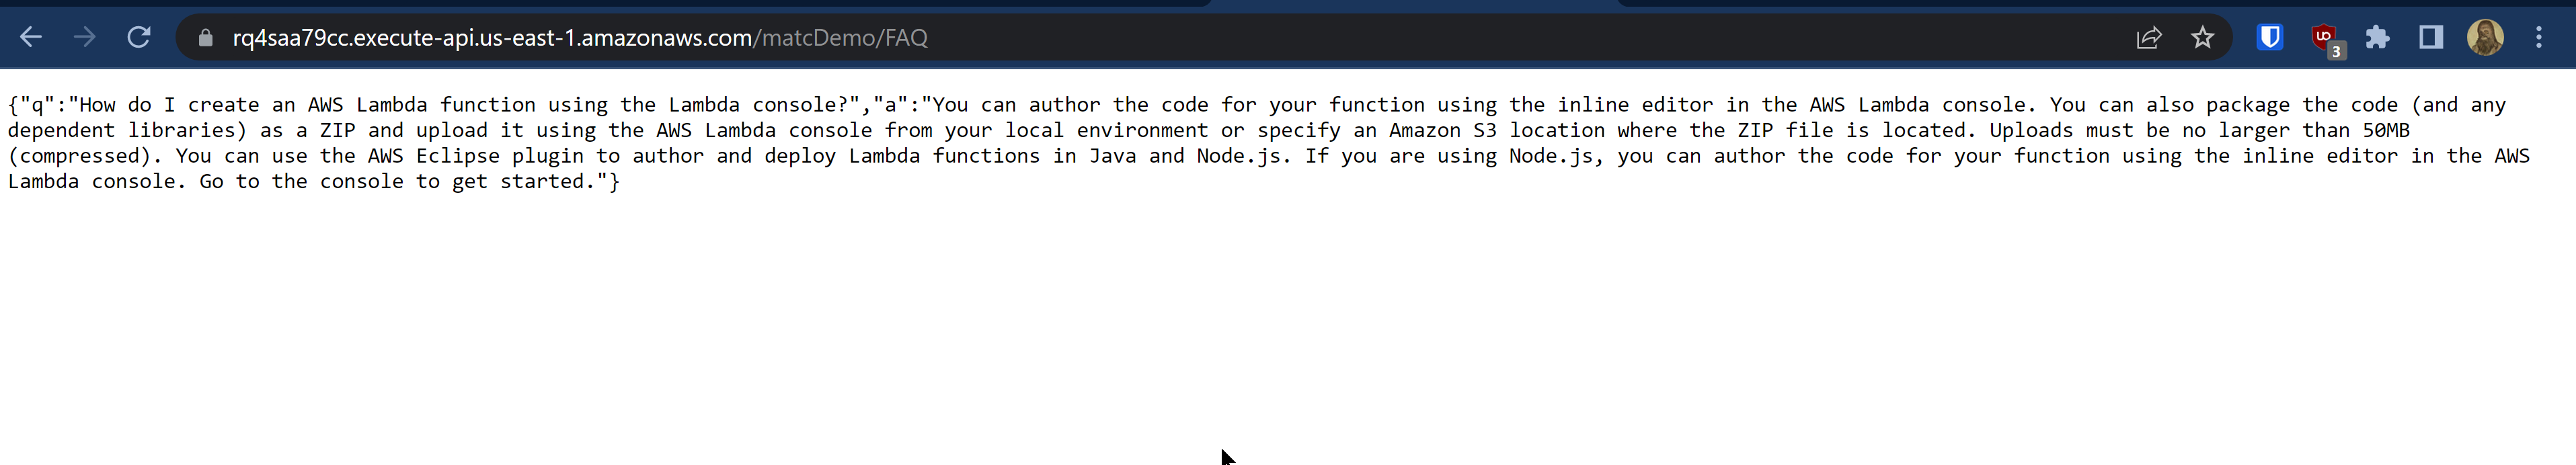 rq4saa79cc.execute-api.us-east-1.amazonaws.com/matcDemo/FAQ
UO
3
{"q":"How do I create an AWS Lambda function using the Lambda console?","a":"You can author the code for your function using the inline editor in the AWS Lambda console. You can also package the code (and any
dependent libraries) as a ZIP and upload it using the AWS Lambda console from your local environment or specify an Amazon S3 location where the ZIP file is located. Uploads must be no larger than 50MB
(compressed). You can use the AWS Eclipse plugin to author and deploy Lambda functions in Java and Node.js. If you are using Node.js, you can author the code for your function using the inline editor in the AWS
Lambda console. Go to the console to get started."}